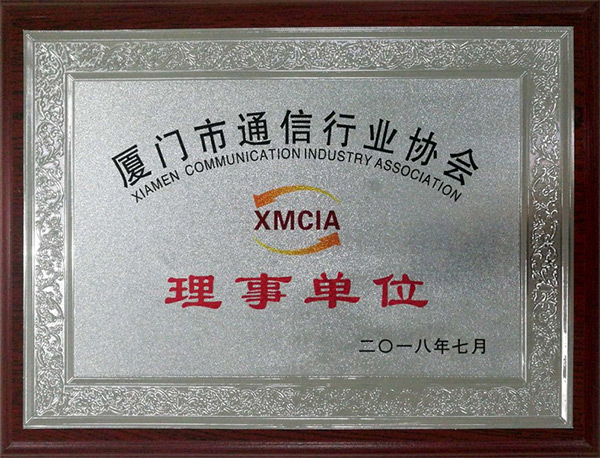 厦门市通信行业协会
XIAMEN COMMUNICATION INDUSTRY ASSOCIATION
XMCIA
理事单位
二〇一八年七月